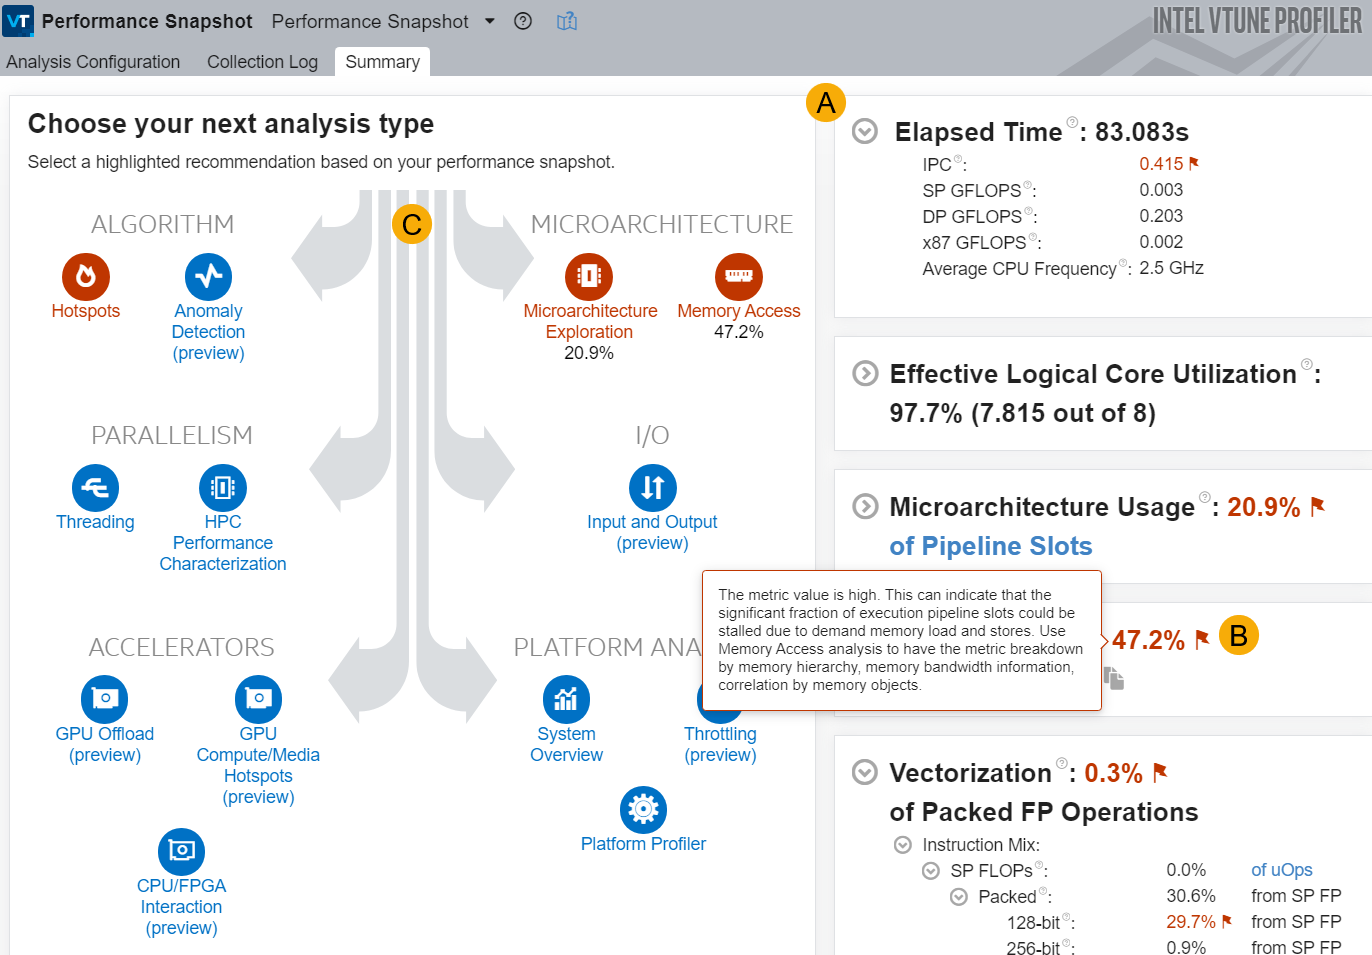 VT Performance Snapshot Performance Snapshot
INTEL VTUNE PROFILER
Analysis Configuration Collection Log Summary
Choose your next analysis type
Select a highlighted recommendation based on your performance snapshot.
ALGORITHM
Hotspots
Anomaly
Detection
(preview)
C
MICROARCHITECTURE
Microarchitecture
Exploration
20.9%
Memory Access
47.2%
PARALLELISM
Threading
HPC
Performance
Characterization
I/O
Input and Output
(preview)
ACCELERATORS
GPU Offload
(preview)
GPU
Compute/Media
Hotspots
(preview)
CPU/FPGA
Interaction
(preview)
PLATFORM ANA
System
Overview
Throttling
(preview)
Platform Profiler
A
Elapsed Time: 83.083s
IPC: 0.415
SP GFLOPS: 0.003
DP GFLOPS: 0.203
x87 GFLOPS: 0.002
Average CPU Frequency: 2.5 GHz
Effective Logical Core Utilization:
97.7% (7.815 out of 8)
Microarchitecture Usage: 20.9%
of Pipeline Slots
The metric value is high. This can indicate that the
significant fraction of execution pipeline slots could be
stalled due to demand memory load and stores. Use
Memory Access analysis to have the metric breakdown
by memory hierarchy, memory bandwidth information,
correlation by memory objects.
47.2%
B
Vectorization: 0.3%
of Packed FP Operations
Instruction Mix:
SP FLOPs: 0.0% of uOps
Packed: 30.6% from SP FP
128-bit: 29.7% from SP FP
256-bit: 0.9% from SP FP